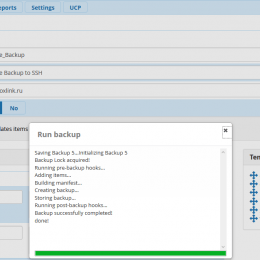 eports Settings UCP
e_Backup
e Backup to SSH
oxlink.ru
No
lates items
Run backup
Saving Backup 5...Initializing Backup 5
Backup Lock acquired!
Running pre-backup hooks...
Adding items...
Building manifest...
Creating backup...
Storing backup...
Running post-backup hooks...
Backup successfully completed!
done!
Ten